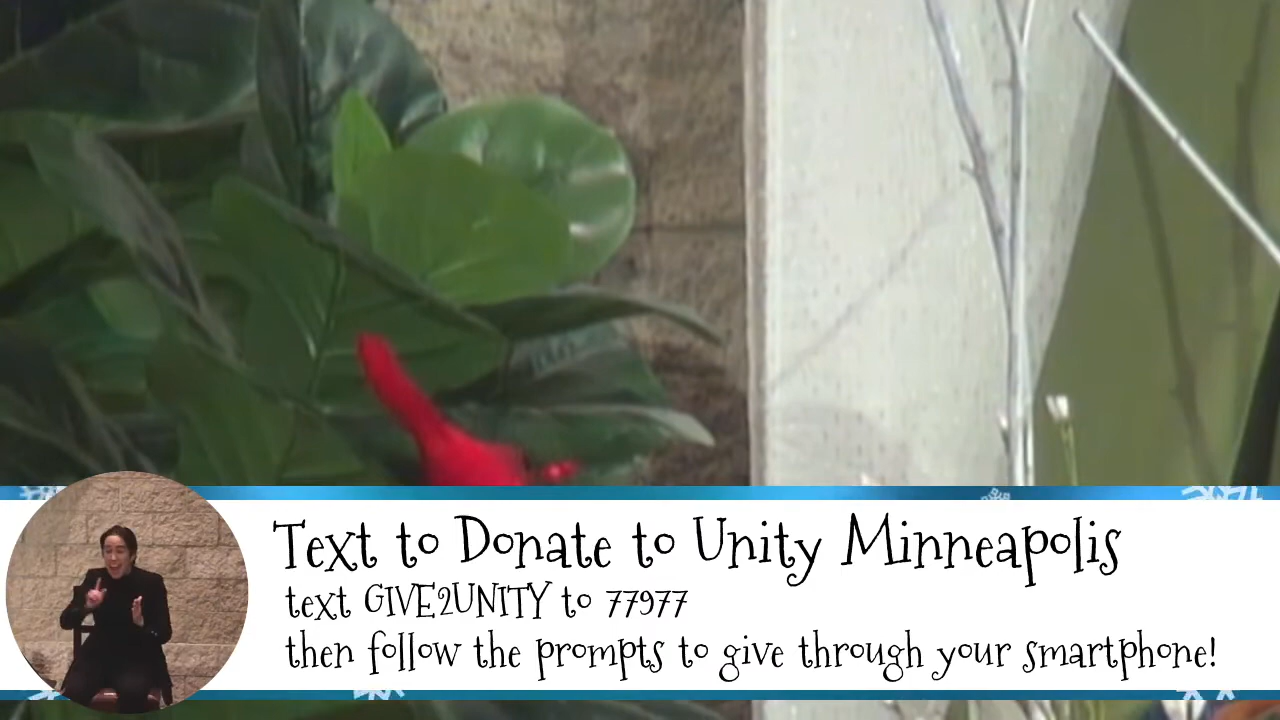 Text to Donate to Unity Minneapolis
text GIVE2UNITY to 77977
then follow the prompts to give through your smartphone!